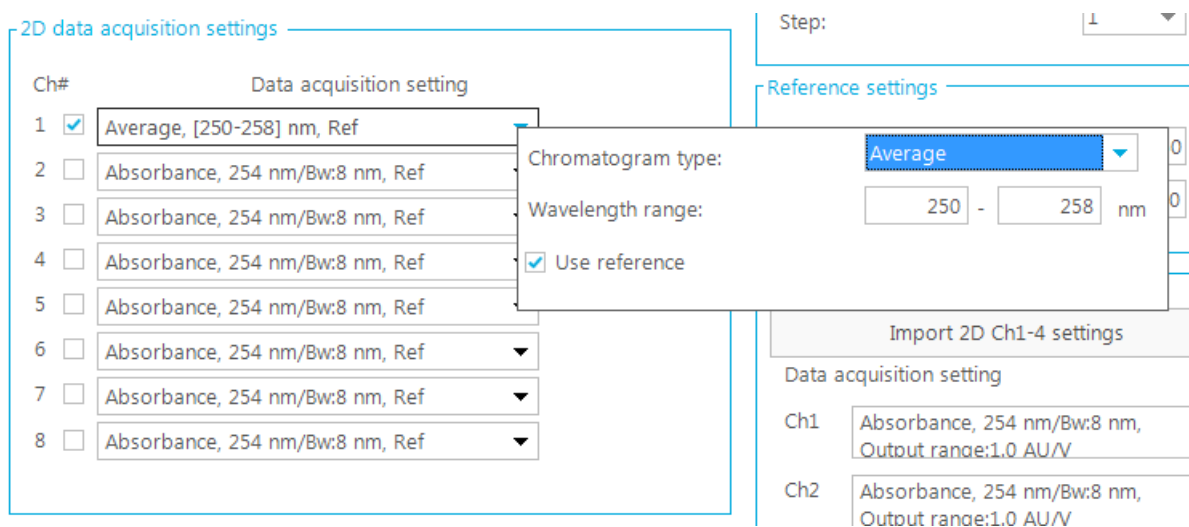 2D data acquisition settings
Ch# Data acquisition setting
1 Average, [250-258] nm, Ref
2 Absorbance, 254 nm/Bw:8 nm, Ref
3 Absorbance, 254 nm/Bw:8 nm, Ref
4 Absorbance, 254 nm/Bw:8 nm, Ref
5 Absorbance, 254 nm/Bw:8 nm, Ref
6 Absorbance, 254 nm/Bw:8 nm, Ref
7 Absorbance, 254 nm/Bw:8 nm, Ref
8 Absorbance, 254 nm/Bw:8 nm, Ref
Step: 1
Reference settings
Chromatogram type: Average
0
Wavelength range: 250 - 258 nm
0
Use reference
Import 2D Ch1-4 settings
Data acquisition setting
Ch1 Absorbance, 254 nm/Bw:8 nm,
Output range:1.0 AU/V
Ch2 Absorbance, 254 nm/Bw:8 nm,
Output range:1.0 AU/V